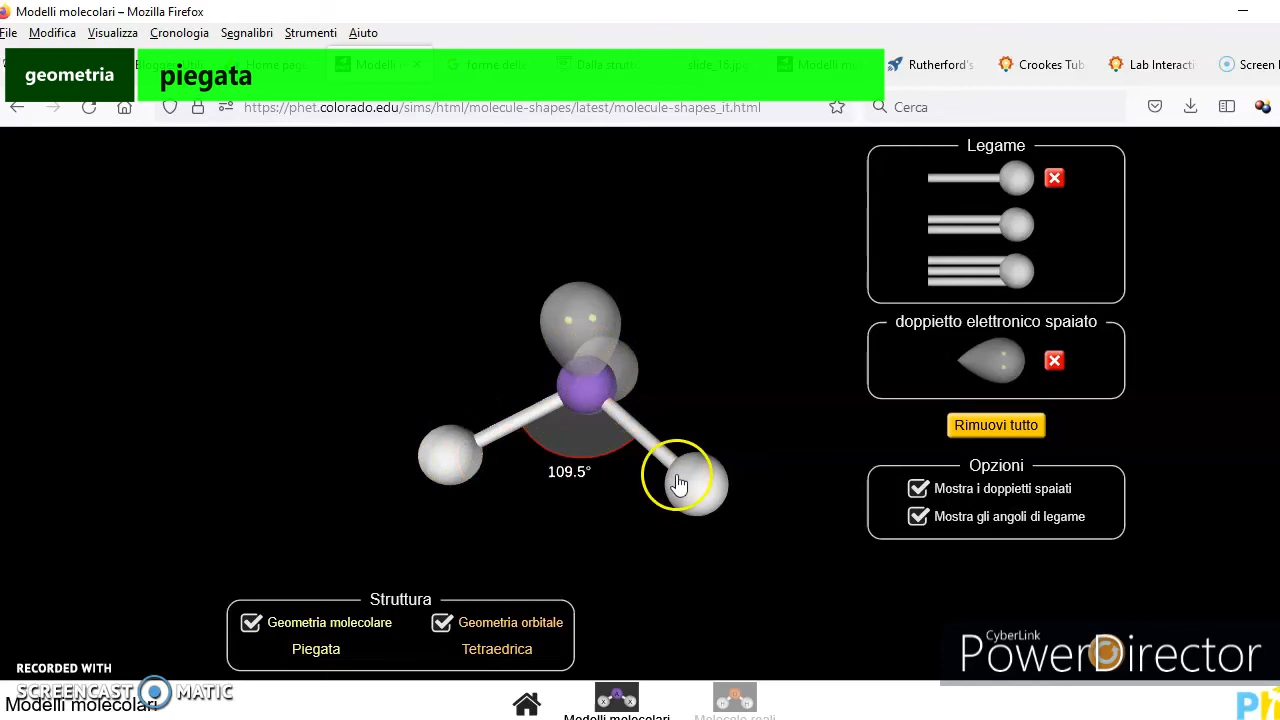 Modelli molecolari – Mozilla Firefox
File Modifica Visualizza Cronologia Segnalibri Strumenti Aiuto
geometria piegata
Rutherford's Crookes Tub Lab Interacti Screen
https://phet.colorado.edu/sims/html/molecule-shapes/latest/molecule-shapes_it.html
Cerca
Legame
doppietto elettronico spaiato
Rimuovi tutto
Opzioni
Mostra i doppietti spaiati
Mostra gli angoli di legame
109.5°
Struttura
Geometria molecolare Geometria orbitale
Piegata Tetraedrica
CyberLink
PowerDirector
RECORDED WITH
SCREENCAST MATIC
Modelli molecolari
Modelli molecolari Molecole reali